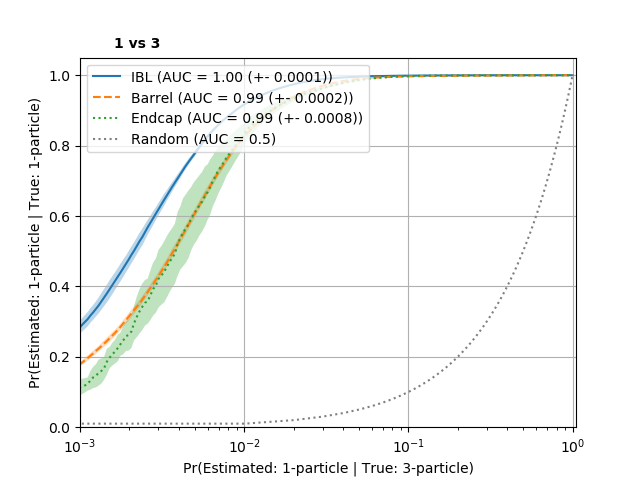 1 vs 3
IBL (AUC = 1.00 (+- 0.0001))
Barrel (AUC = 0.99 (+- 0.0002))
Endcap (AUC = 0.99 (+- 0.0008))
Random (AUC = 0.5)
Pr(Estimated: 1-particle | True: 1-particle)
1.0
0.8
0.6
0.4
0.2
0.0
10⁻³ 10⁻² 10⁻¹ 10⁰
Pr(Estimated: 1-particle | True: 3-particle)